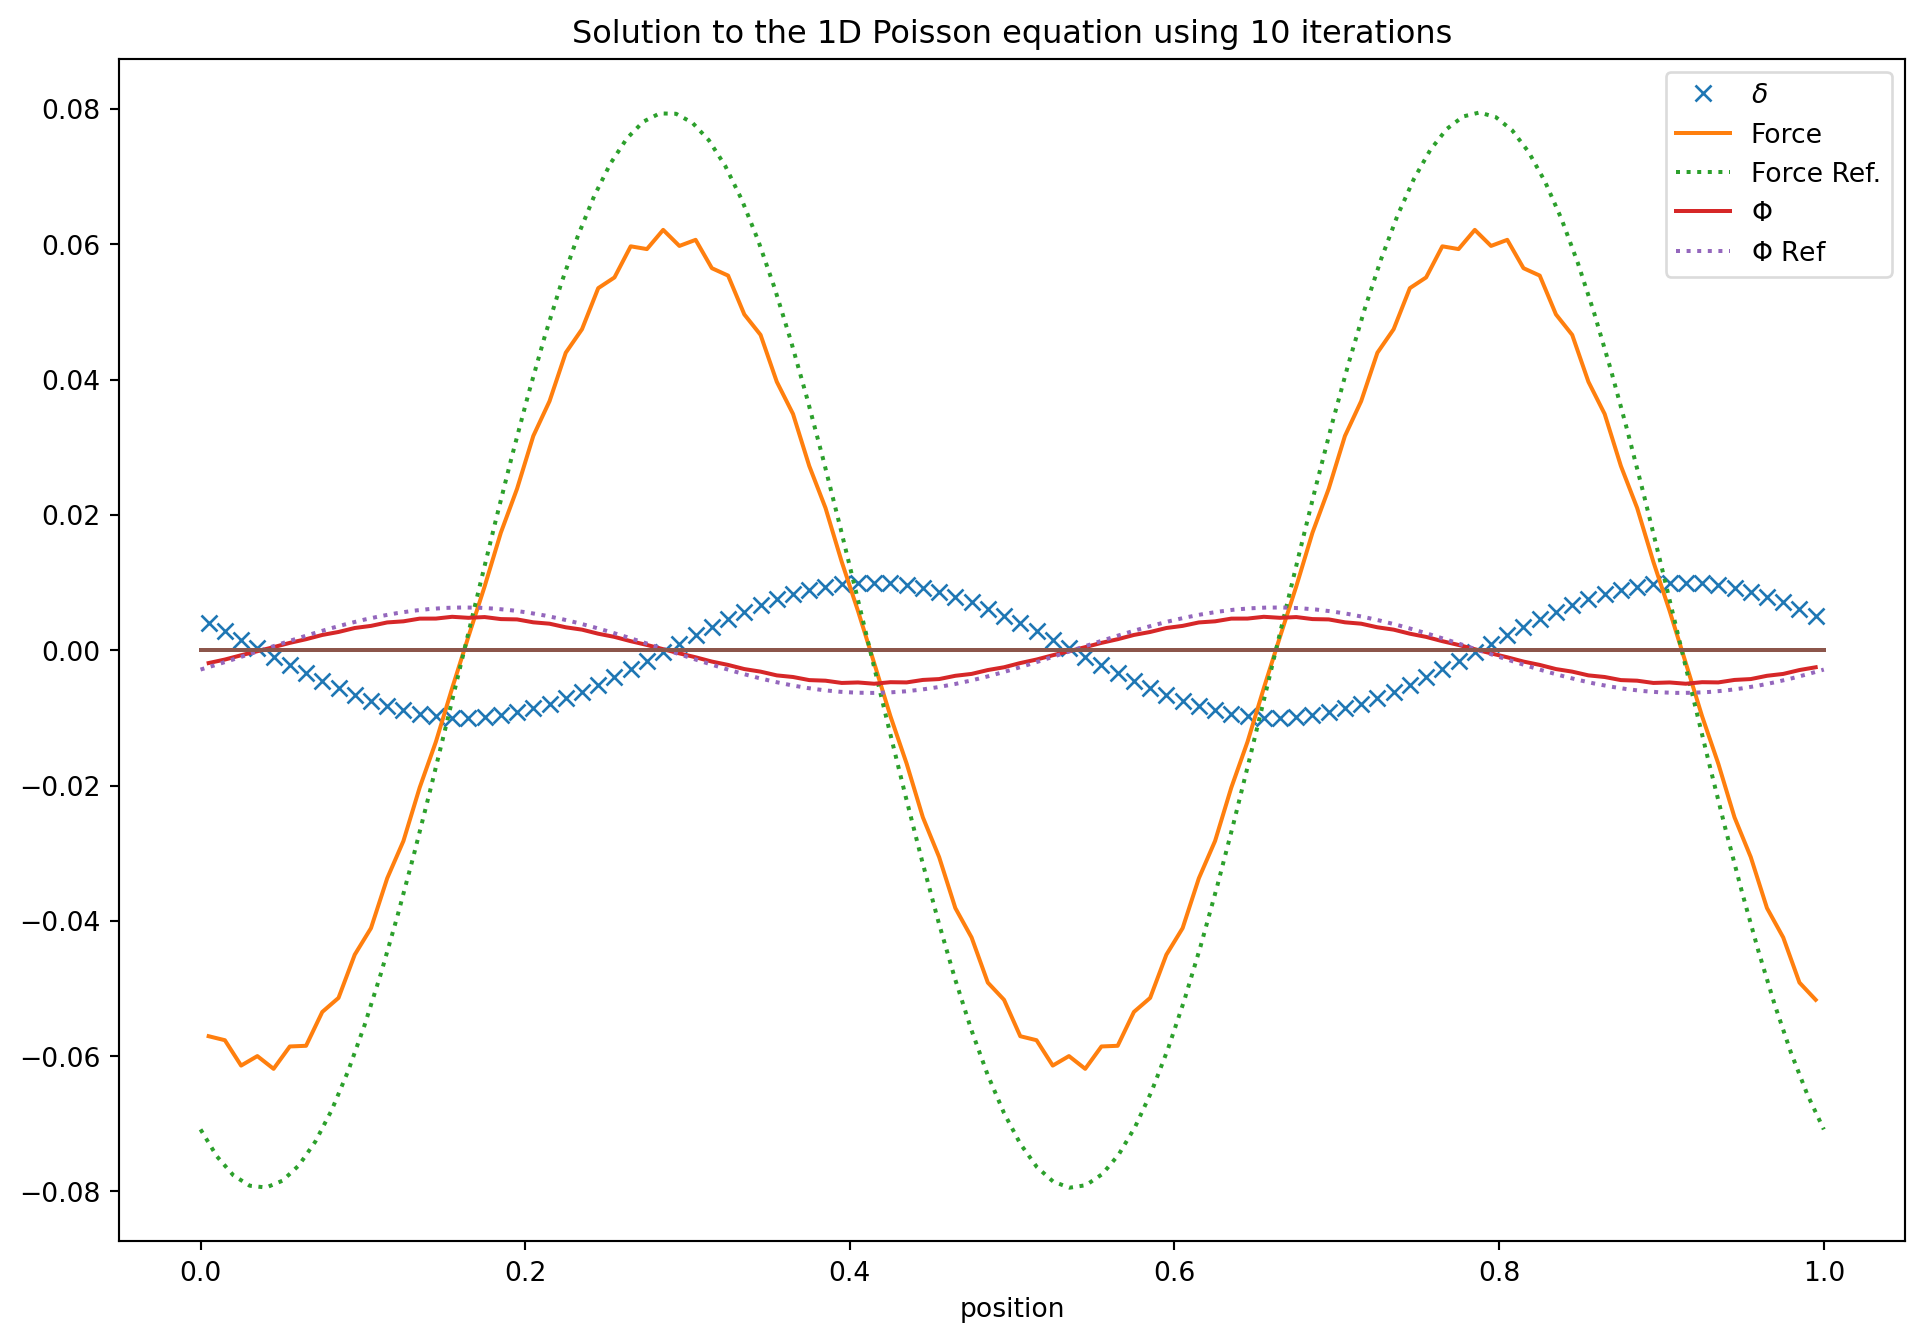 Solution to the 1D Poisson equation using 10 iterations
δ
Force
Force Ref.
Φ
Φ Ref
0.08
0.06
0.04
0.02
0.00
−0.02
−0.04
−0.06
−0.08
0.0 0.2 0.4 0.6 0.8 1.0
position